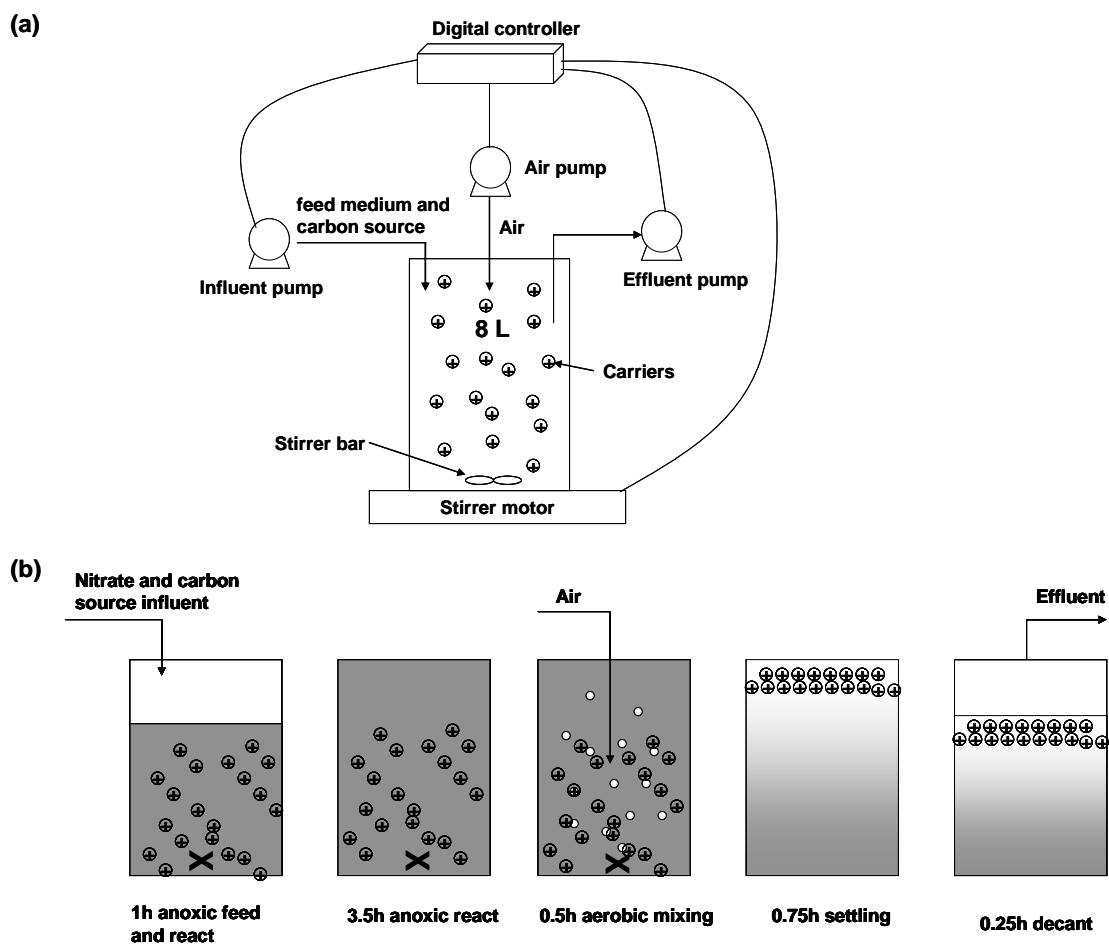 (a)
Digital controller
Air pump
feed medium and
carbon source
Air
Influent pump
Effluent pump
8 L
Carriers
Stirrer bar
Stirrer motor
(b)
Nitrate and carbon
source influent
Air
Effluent
1h anoxic feed
and react
3.5h anoxic react
0.5h aerobic mixing
0.75h settling
0.25h decant